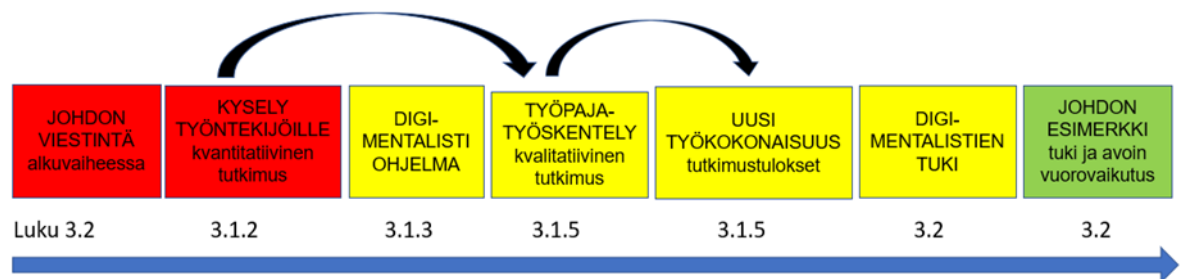 JOHDON
VIESTINTÄ
alkuvaiheessa
KYSELY
TYÖNTEKIJÖILLE
kvantitatiivinen
tutkimus
DIGI-
MENTALISTI
OHJELMA
TYÖPAJA-
TYÖSKENTELY
kvalitatiivinen
tutkimus
UUSI
TYÖKOKONAISUUS
tutkimustulokset
DIGI-
MENTALISTIEN
TUKI
JOHDON
ESIMERKKI
tuki ja avoin
vuorovaikutus
Luku 3.2
3.1.2
3.1.3
3.1.5
3.1.5
3.2
3.2